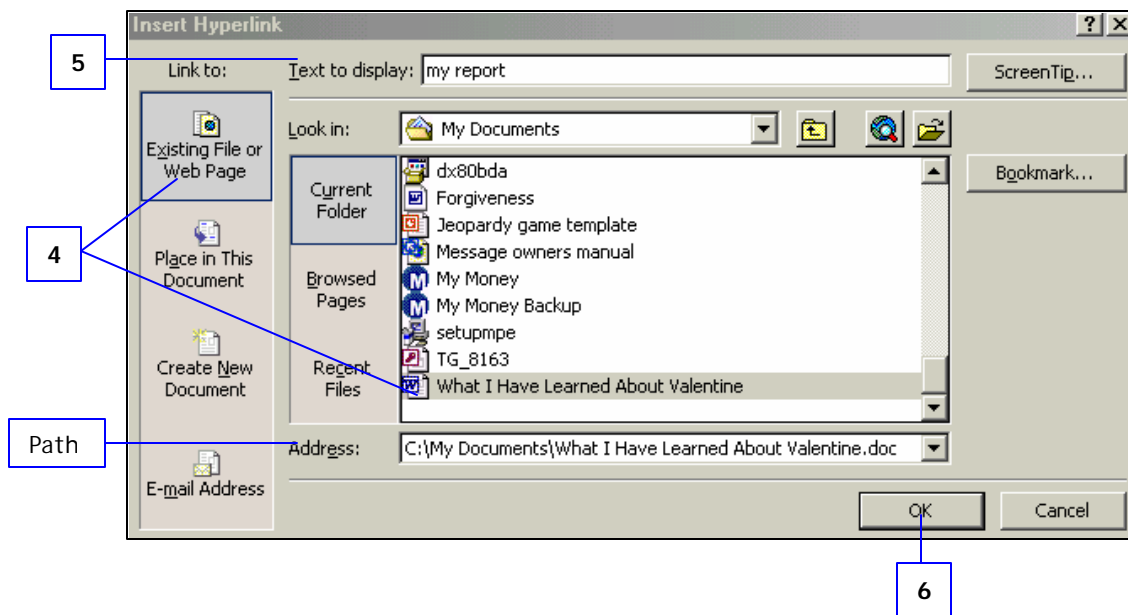 Insert Hyperlink
?
5
Link to:
Text to display: my report
ScreenTip...
Existing File or
Web Page
Look in: My Documents
Bookmark...
Current
Folder
dx80bda
Forgiveness
Jeopardy game template
Message owners manual
My Money
My Money Backup
setupmpe
TG_8163
What I Have Learned About Valentine
4
Place in This
Document
Browsed
Pages
Create New
Document
Recent
Files
Path
Address: C:\My Documents\What I Have Learned About Valentine.doc
E-mail Address
OK
Cancel
6